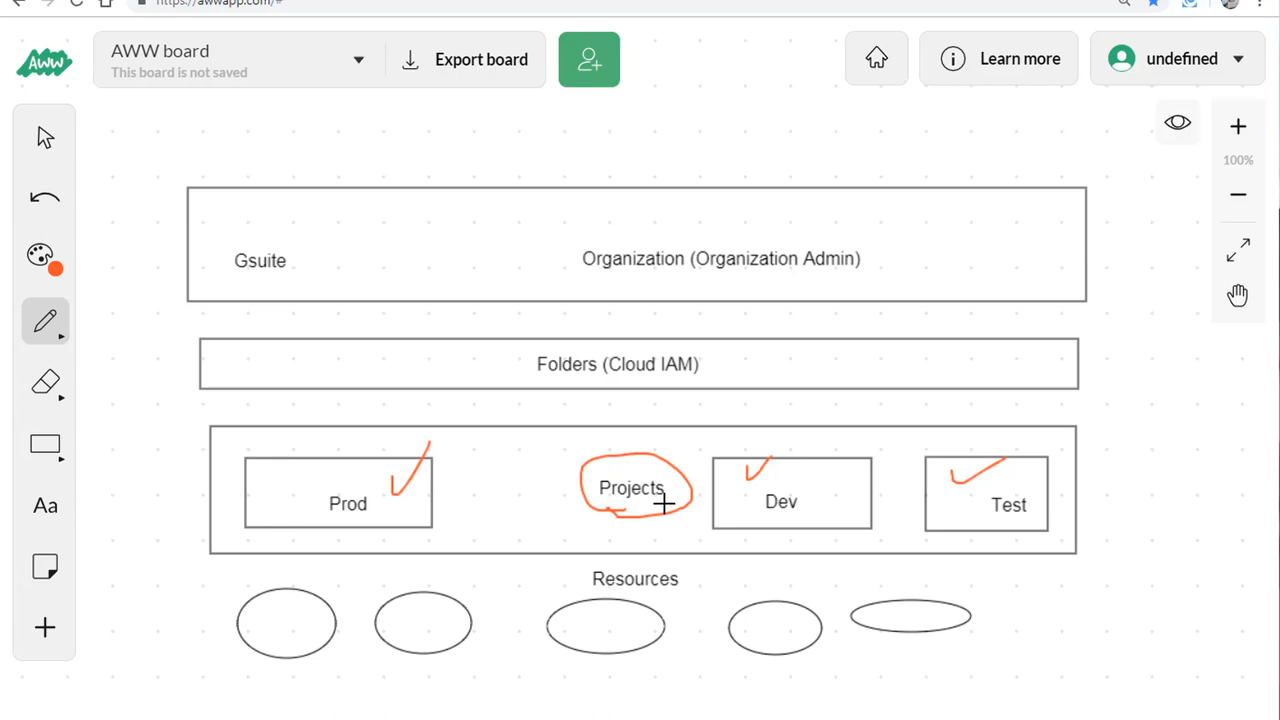 https://awwapp.com/#
AWW
AWW board
This board is not saved
Export board
Learn more
undefined
100%
Gsuite
Organization (Organization Admin)
Folders (Cloud IAM)
Prod
Projects
Dev
Test
Resources
Aa